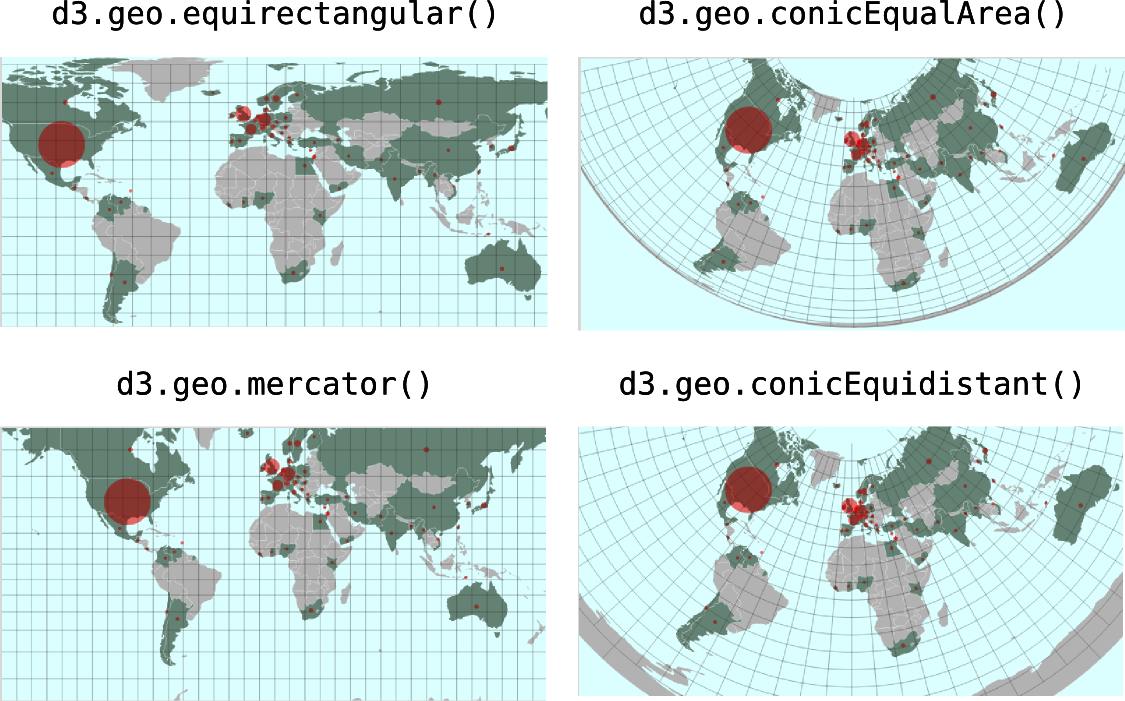 d3.geo.equirectangular()
d3.geo.conicEqualArea()
d3.geo.mercator()
d3.geo.conicEquidistant()